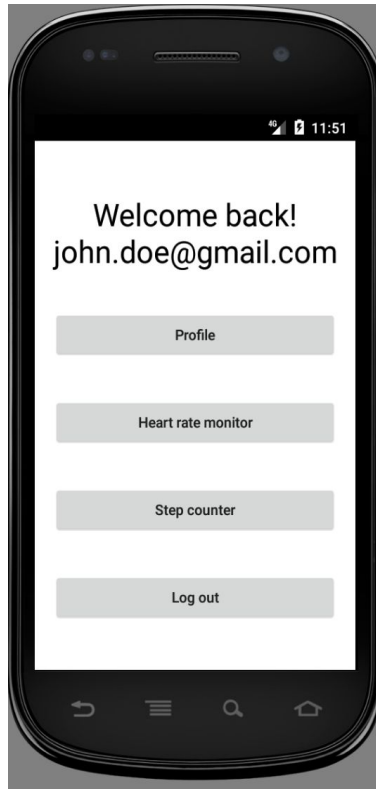 4G 11:51
Welcome back!
john.doe@gmail.com
Profile
Heart rate monitor
Step counter
Log out